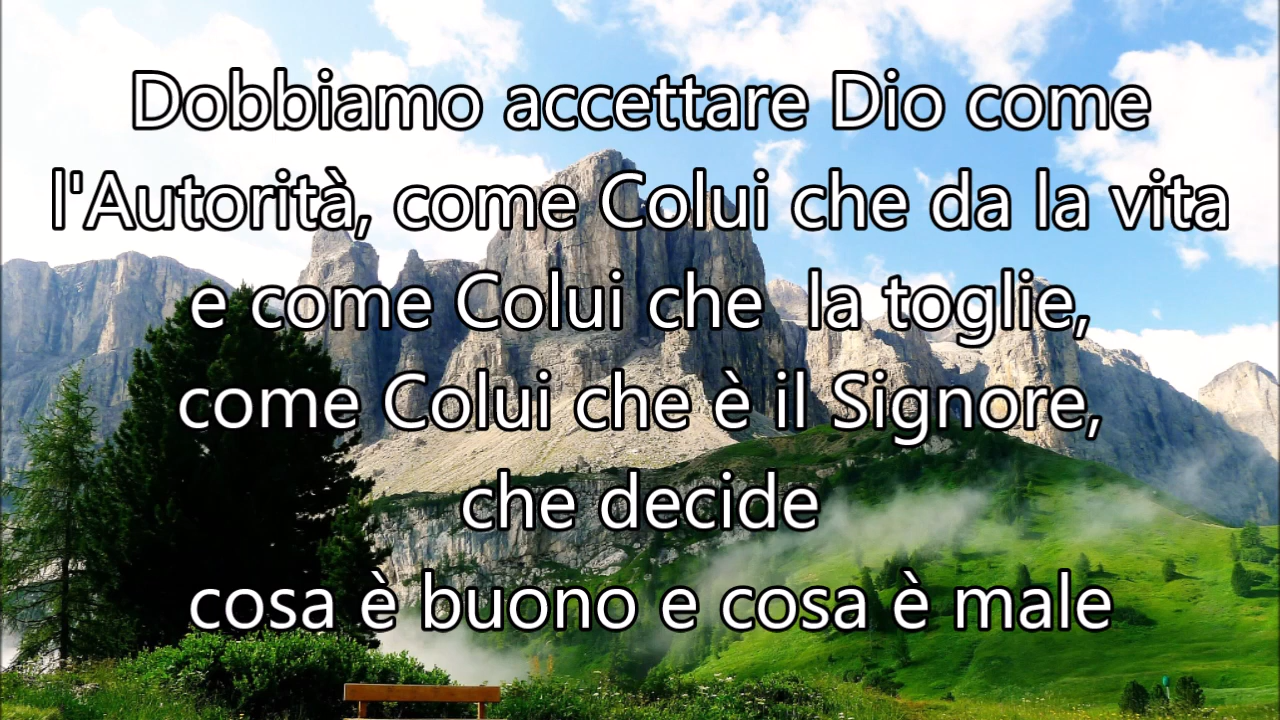 Dobbiamo accettare Dio come
l'Autorità, come Colui che da la vita
e come Colui che  la toglie,
come Colui che è il Signore,
che decide
cosa è buono e cosa è male